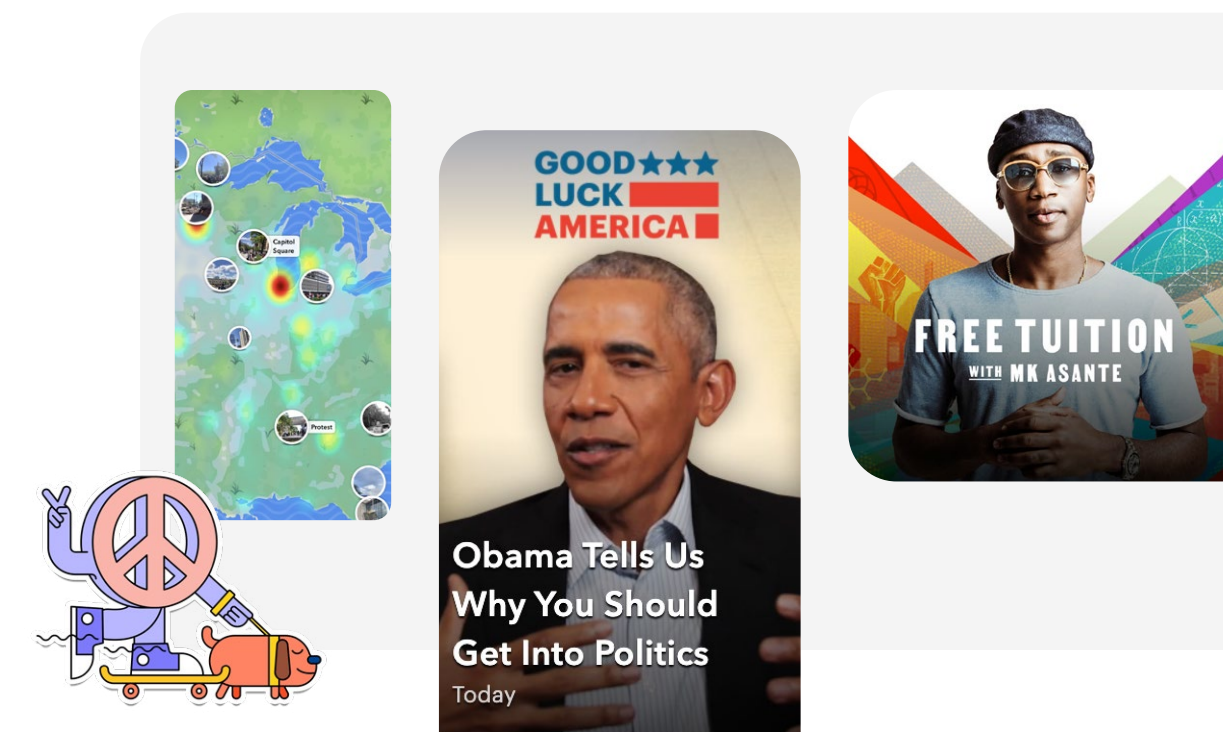 Capitol
Square
Protest
GOOD
LUCK
AMERICA
Obama Tells Us
Why You Should
Get Into Politics
Today
FREE TUITION
WITH MK ASANTE